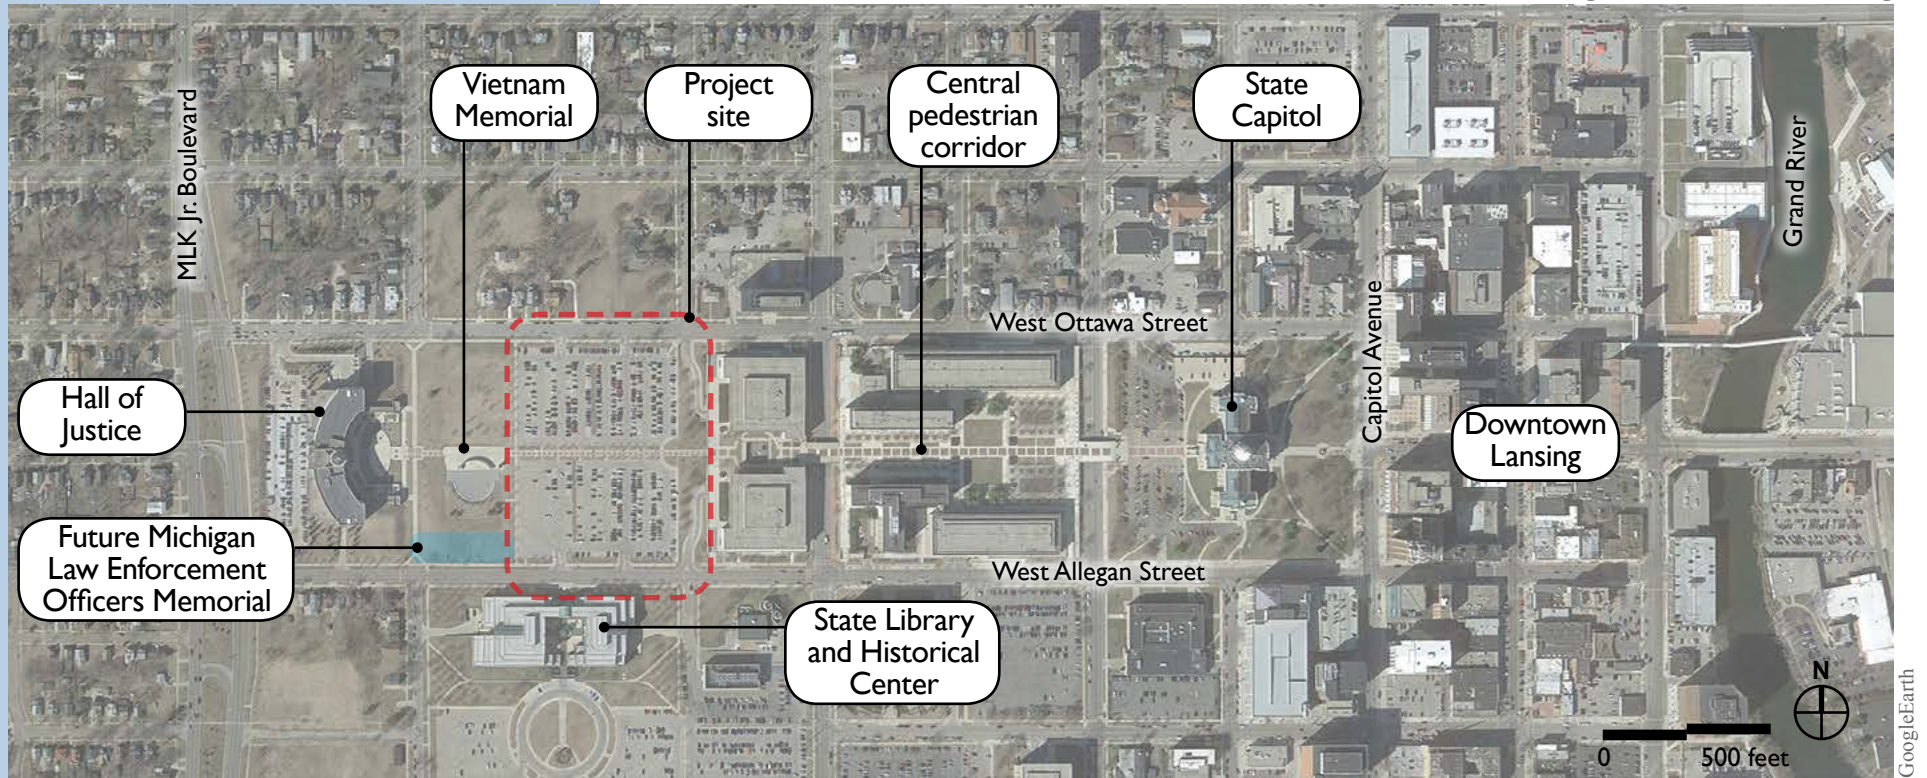 Vietnam
Memorial
Project
site
Central
pedestrian
corridor
State
Capitol
MLK Jr. Boulevard
Grand River
West Ottawa Street
Capitol Avenue
Hall of
Justice
Downtown
Lansing
Future Michigan
Law Enforcement
Officers Memorial
West Allegan Street
State Library
and Historical
Center
N
0
500 feet
GoogleEarth